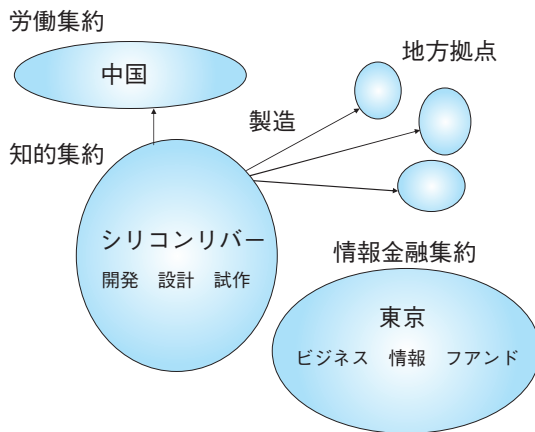 労働集約
中国
地方拠点
製造
知的集約
シリコンリバー
開発 設計 試作
情報金融集約
東京
ビジネス 情報 フアンド